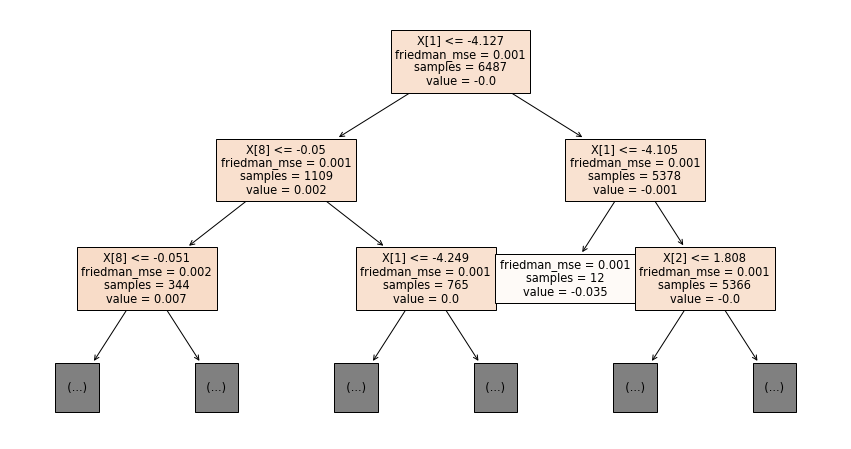 X[1] <= -4.127
friedman_mse = 0.001
samples = 6487
value = -0.0
X[8] <= -0.05
friedman_mse = 0.001
samples = 1109
value = 0.002
X[1] <= -4.105
friedman_mse = 0.001
samples = 5378
value = -0.001
X[8] <= -0.051
friedman_mse = 0.002
samples = 344
value = 0.007
X[1] <= -4.249
friedman_mse = 0.001
samples = 765
value = 0.0
friedman_mse = 0.001
samples = 12
value = -0.035
X[2] <= 1.808
friedman_mse = 0.001
samples = 5366
value = -0.0
(...)
(...)
(...)
(...)
(...)
(...)